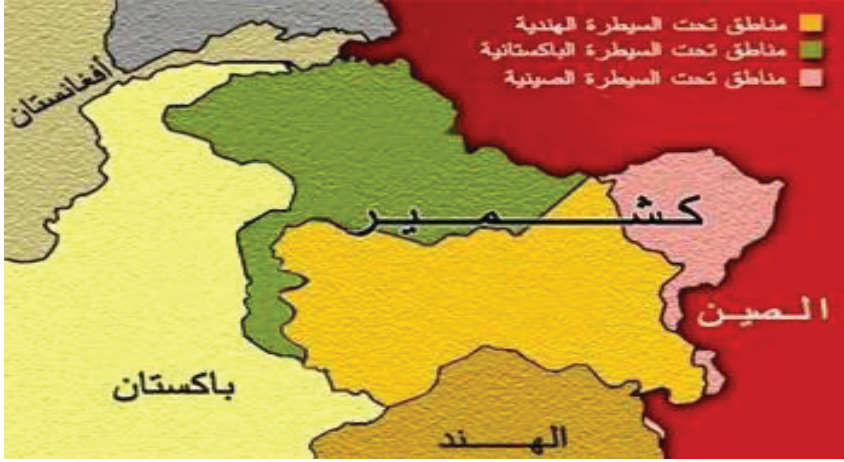 مناطق تحت السيطرة الهندية
مناطق تحت السيطرة الباكستانية
مناطق تحت السيطرة الصينية
أفغانستان
كشمير
الصين
باكستان
الهند